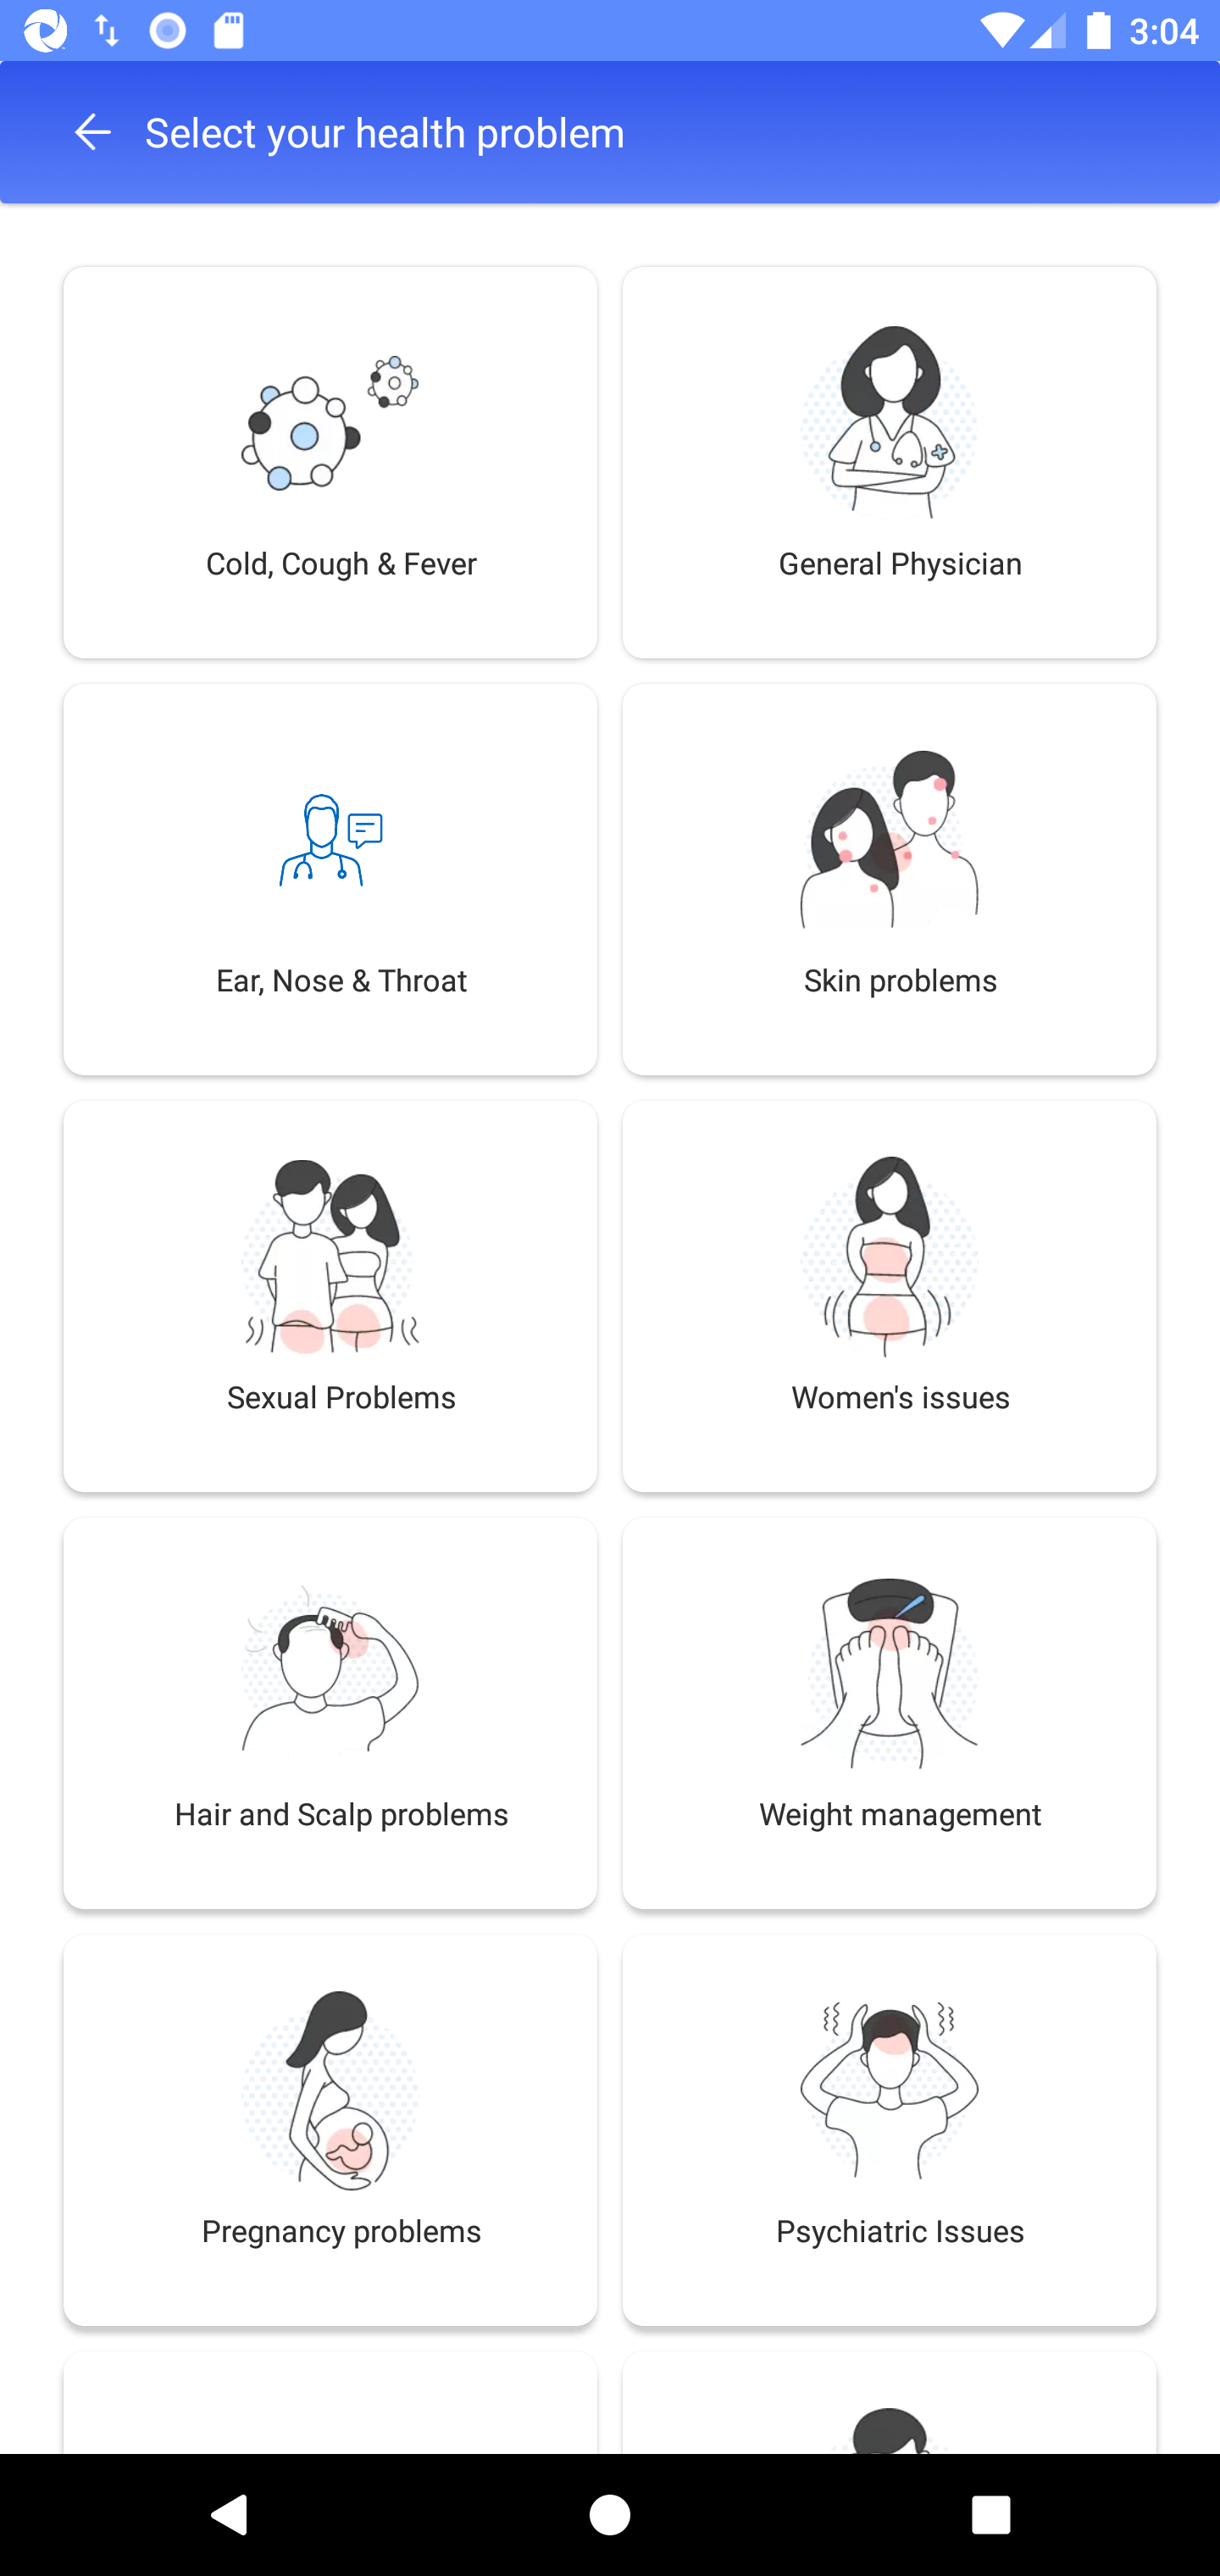 3:04
Select your health problem
Cold, Cough & Fever
General Physician
Ear, Nose & Throat
Skin problems
Sexual Problems
Women's issues
Hair and Scalp problems
Weight management
Pregnancy problems
Psychiatric Issues